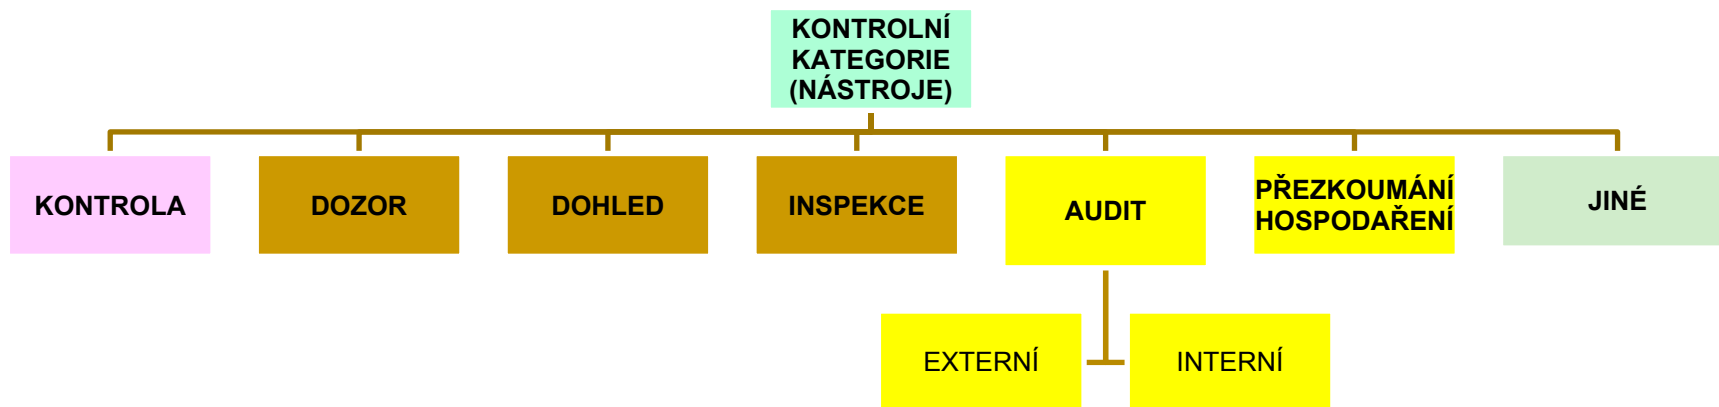 KONTROLNÍ
KATEGORIE
(NÁSTROJE)
KONTROLA
DOZOR
DOHLED
INSPEKCE
AUDIT
PŘEZKOUMÁNÍ
HOSPODAŘENÍ
JINÉ
EXTERNÍ
INTERNÍ